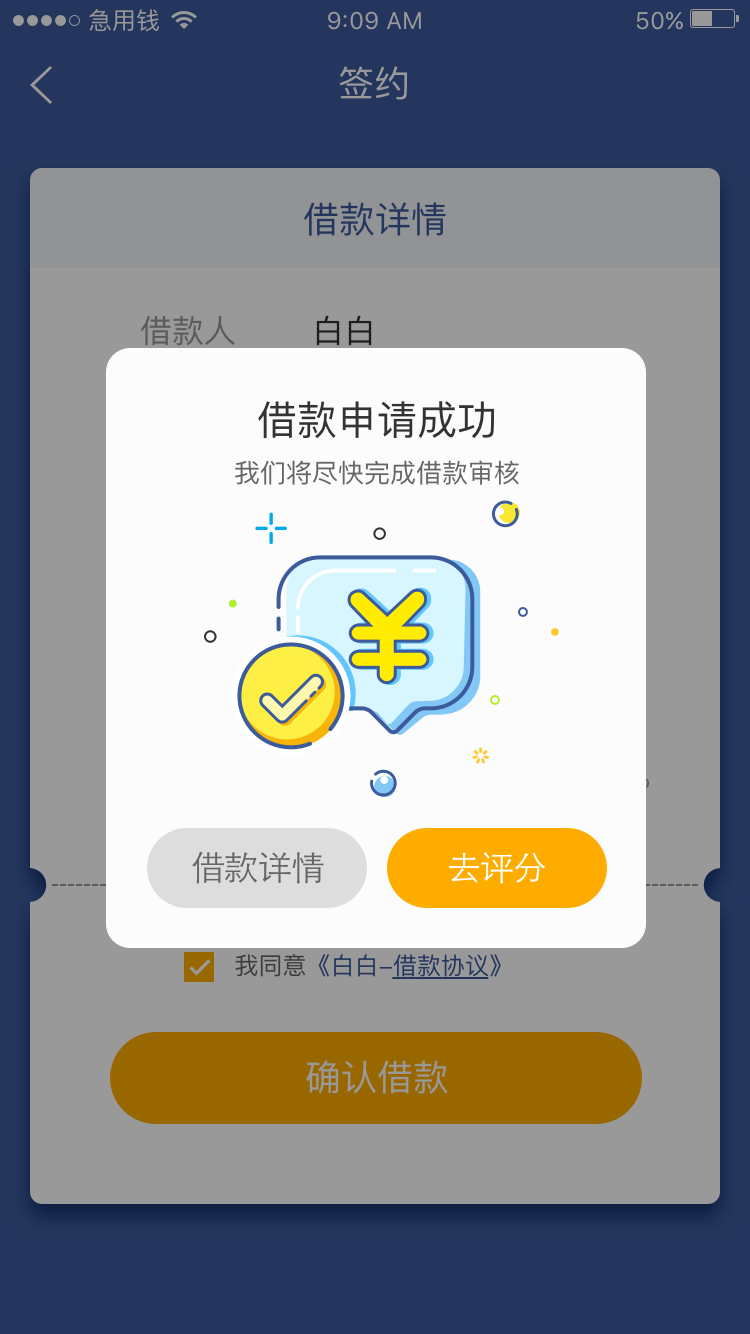 急用钱 9:09 AM 50%
签约
借款详情
借款人 白白
借款申请成功
我们将尽快完成借款审核
借款详情 去评分
我同意《白白–借款协议》
确认借款